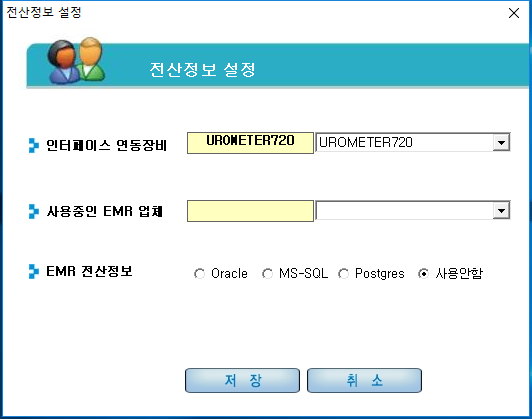 전산정보 설정
전산정보 설정
인터페이스 연동장비 UROMETER720 UROMETER720
사용중인 EMR 업체
EMR 전산정보 Oracle MS-SQL Postgres 사용안함
저 장 취 소